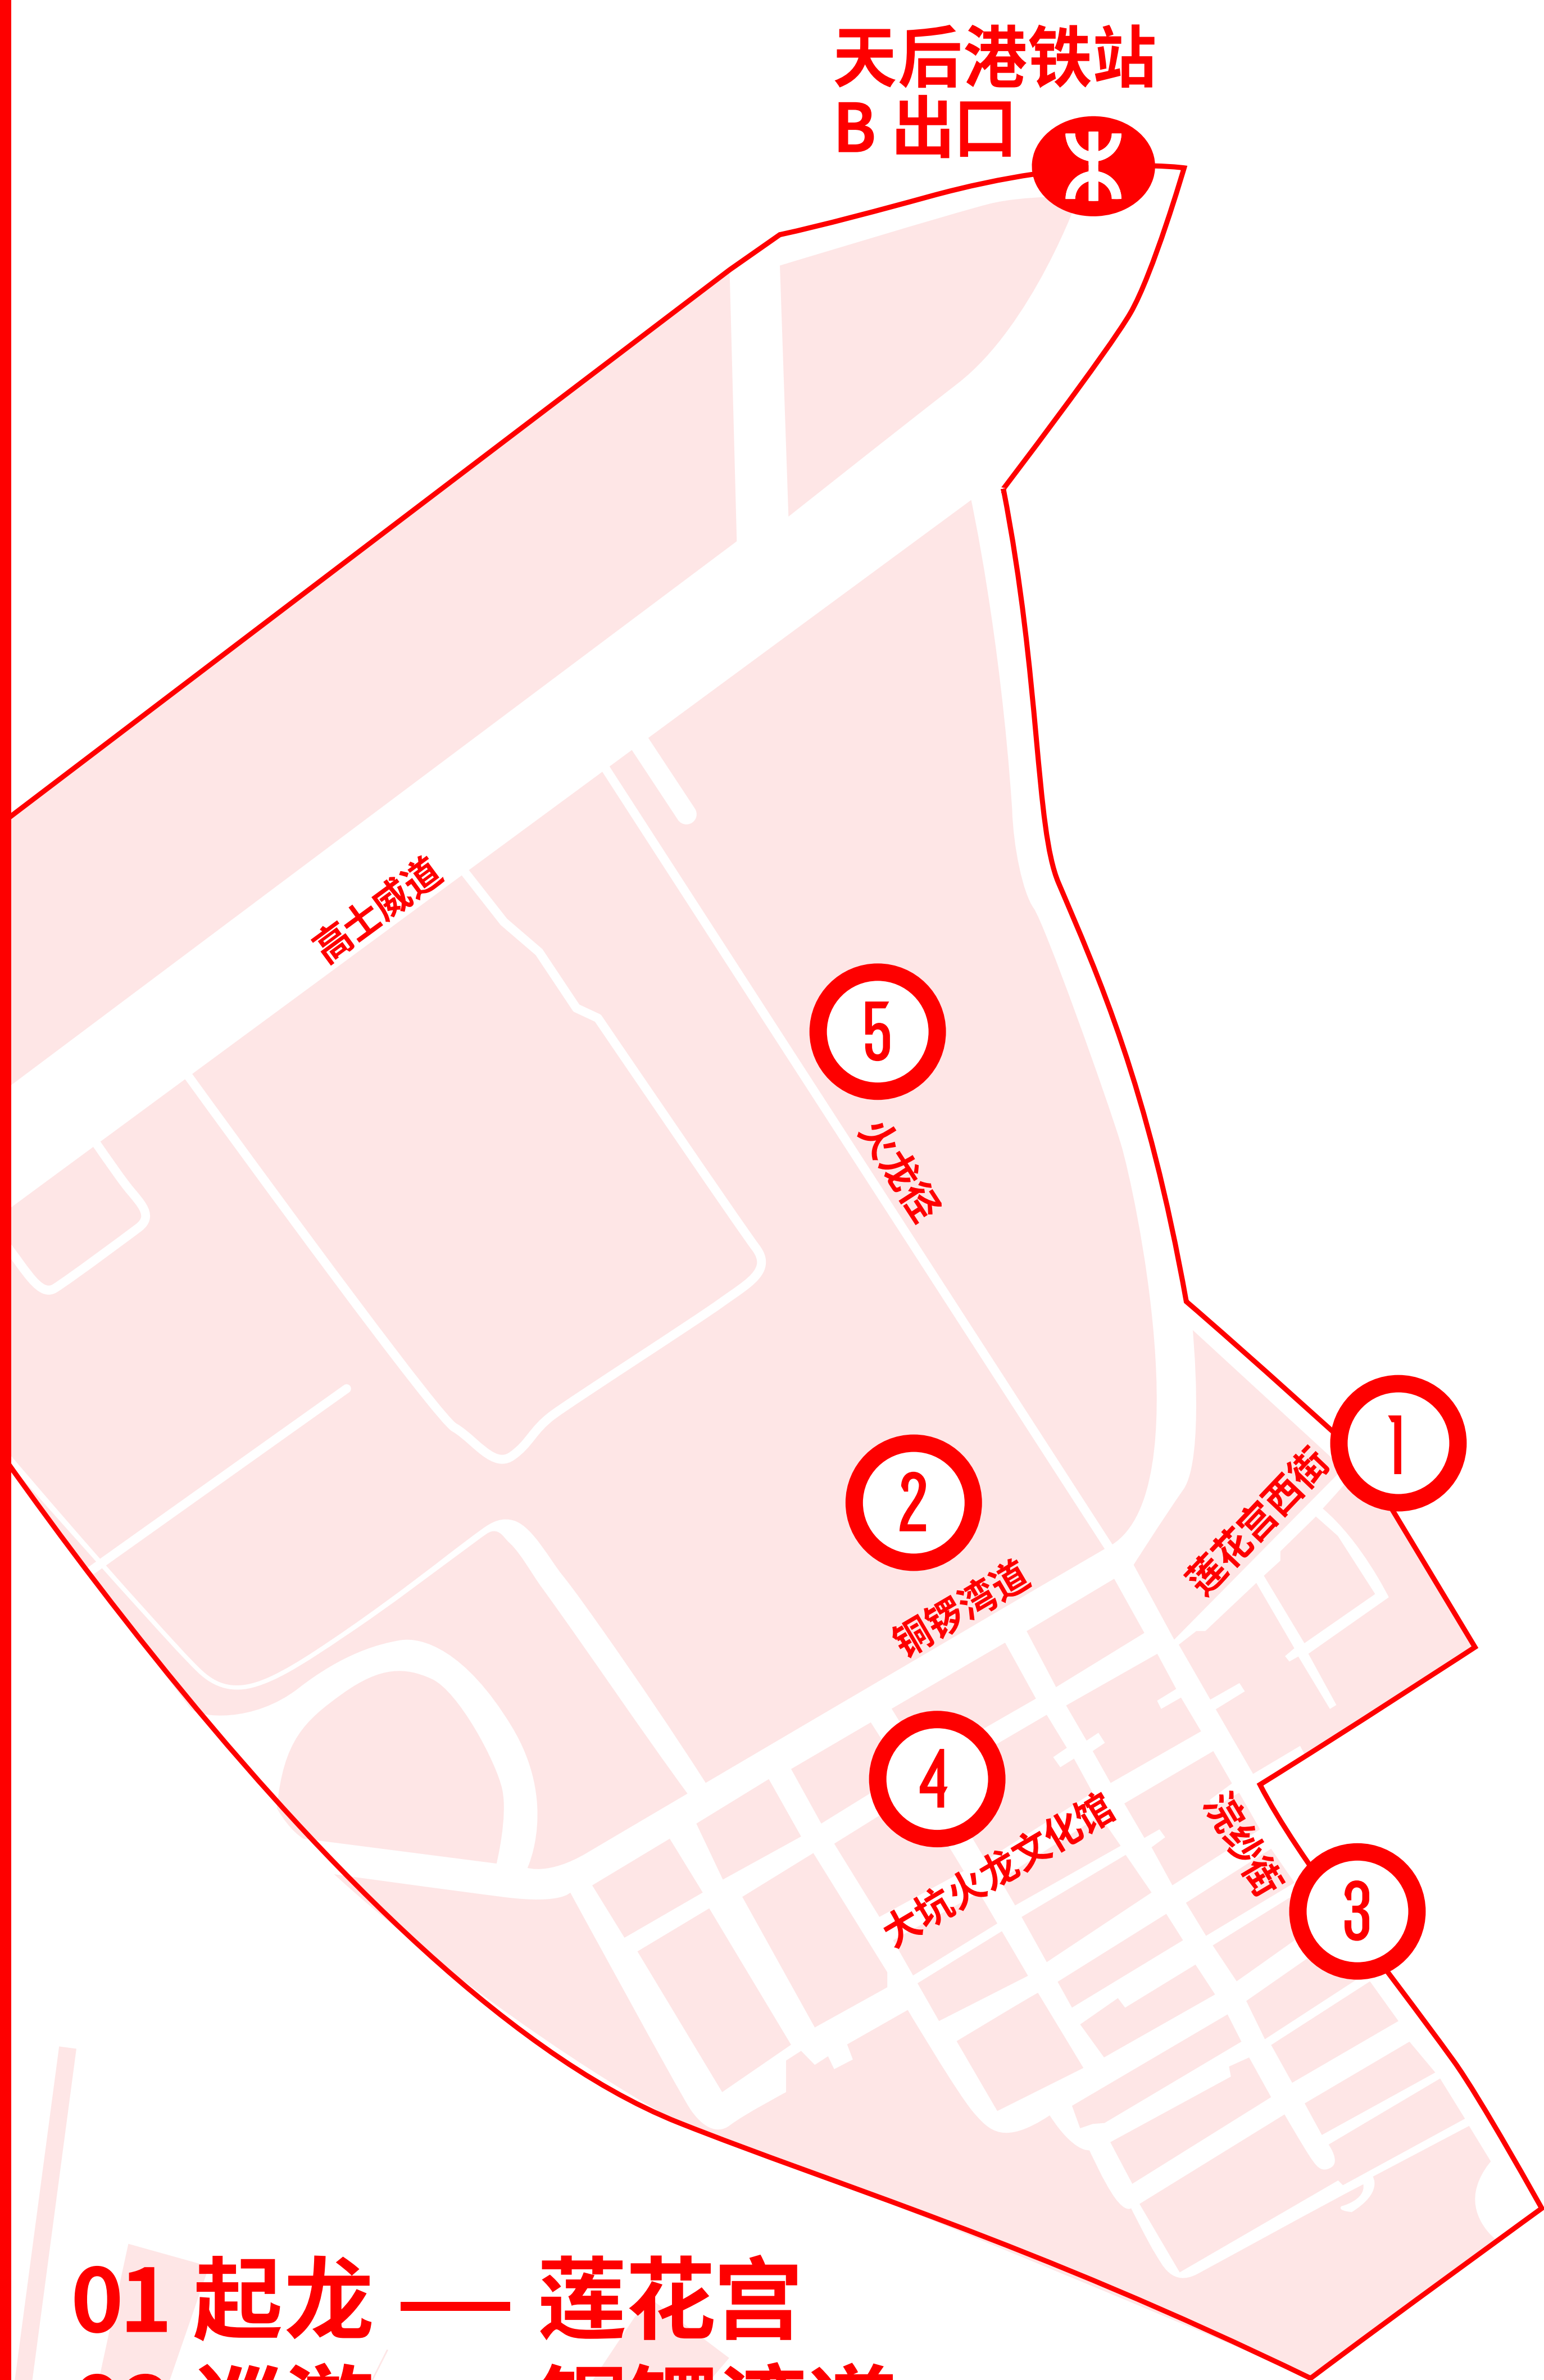 天后港铁站
B 出口
高士威道
5
火龙径
1
莲花宫西街
2
铜锣湾道
4
大坑火龙文化馆
浣纱街
3
01 起龙 —— 莲花宫